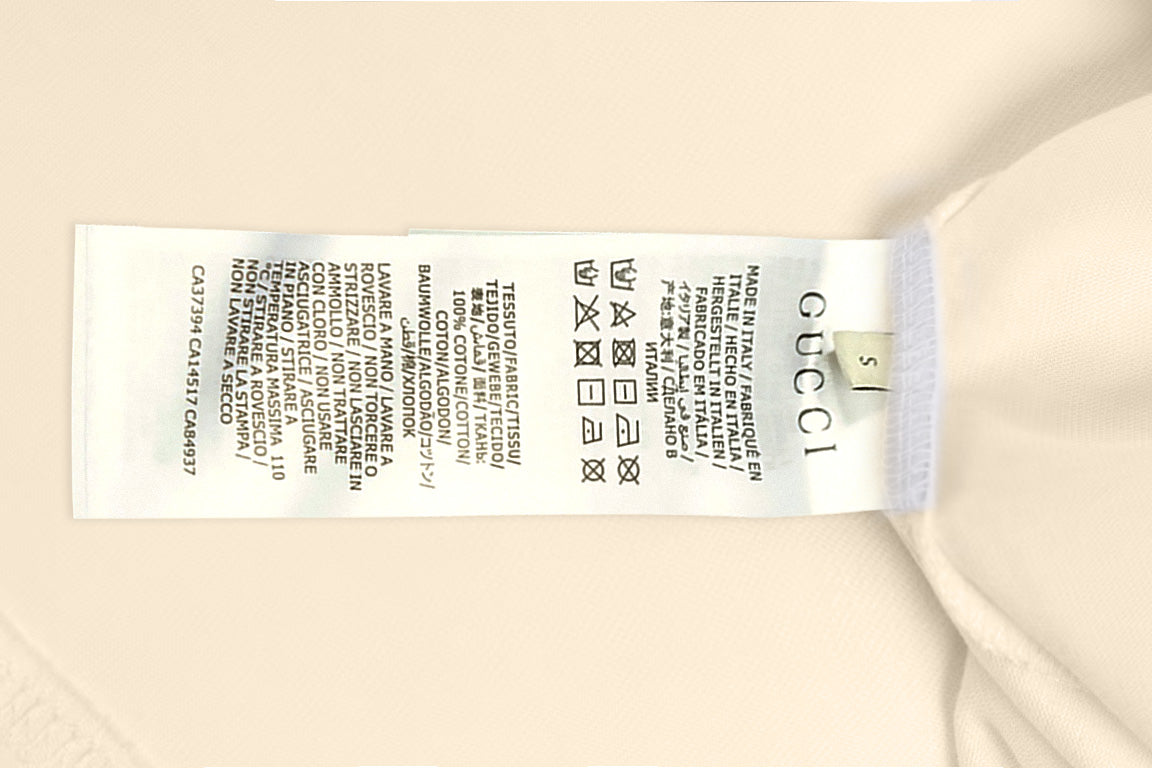 S
GUCCI
MADE IN ITALY / FABRIQUÉ EN
ITALIE / HECHO EN ITALIA /
HERGESTELLT IN ITALIEN /
FABRICADO EM ITÁLIA /
イタリア製 / صنع في إيطاليا /
产地:意大利 / СДЕЛАНО В
ИТАЛИИ
TESSUTO/FABRIC/TISSU/
TEJIDO/GEWEBE/TECIDO/
表地/قماش/面料/ТКАНЬ:
100% COTONE/COTTON/
COTON/ALGODON/
BAUMWOLLE/ALGODÃO/コットン/
قطن/棉/ХЛОПОК
LAVARE A MANO / LAVARE A
ROVESCIO / NON TORCERE O
STRIZZARE / NON LASCIARE IN
AMMOLLO / NON TRATTARE
CON CLORO / NON USARE
ASCIUGATRICE / ASCIUGARE
IN PIANO / STIRARE A
TEMPERATURA MASSIMA 110
°C / STIRARE A ROVESCIO /
NON STIRARE LA STAMPA /
NON LAVARE A SECCO
CA37394 CA14517 CA84937